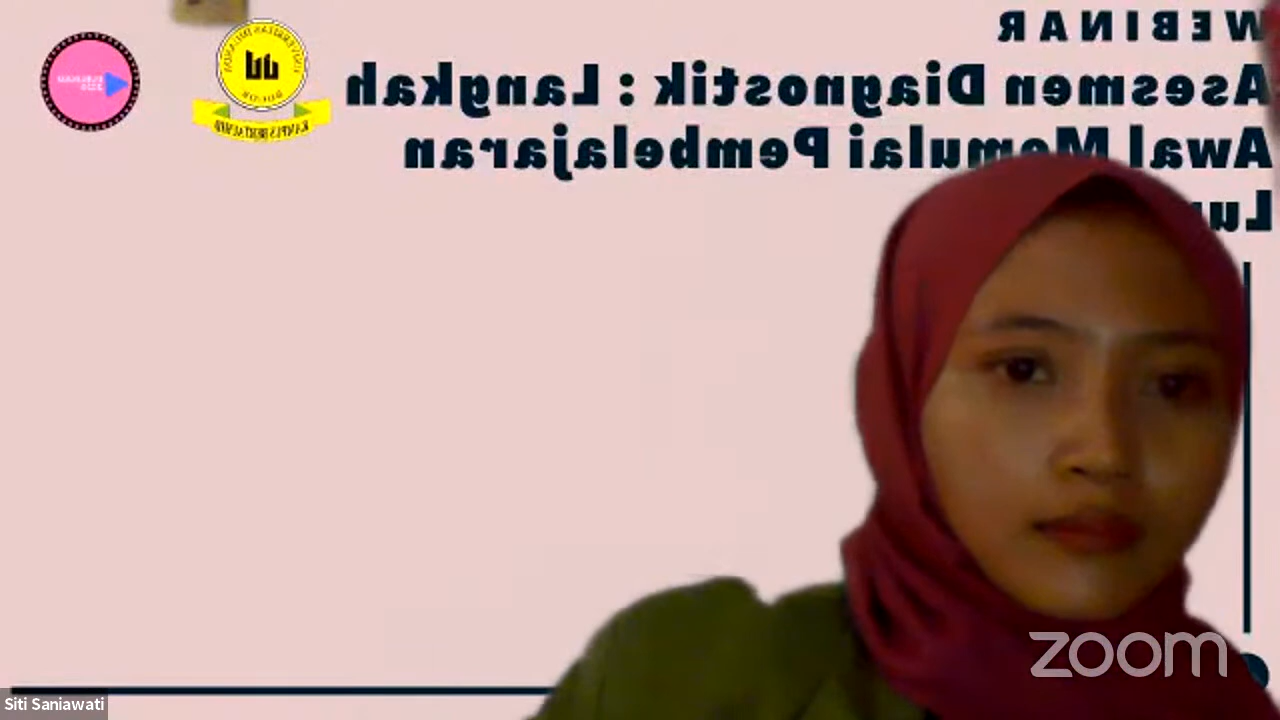 WEBINAR
Asesmen Diagnostik : Langkah
Awal Memulai Pembelajaran
zoom
Siti Saniawati